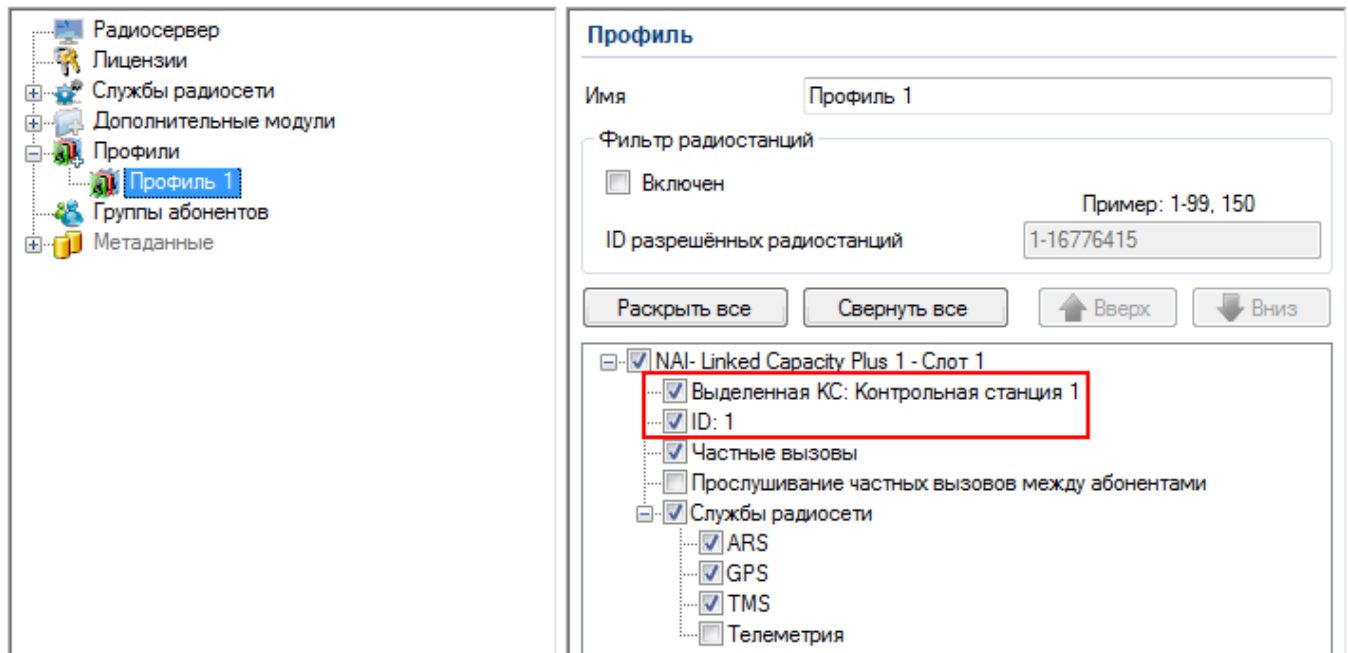 Радиосервер
Лицензии
Службы радиосети
Дополнительные модули
Профили
Профиль 1
Группы абонентов
Метаданные
Профиль
Имя Профиль 1
Фильтр радиостанций
Включен
Пример: 1-99, 150
ID разрешённых радиостанций 1-16776415
Раскрыть все Свернуть все Вверх Вниз
NAI- Linked Capacity Plus 1 - Слот 1
Выделенная КС: Контрольная станция 1
ID: 1
Частные вызовы
Прослушивание частных вызовов между абонентами
Службы радиосети
ARS
GPS
TMS
Телеметрия